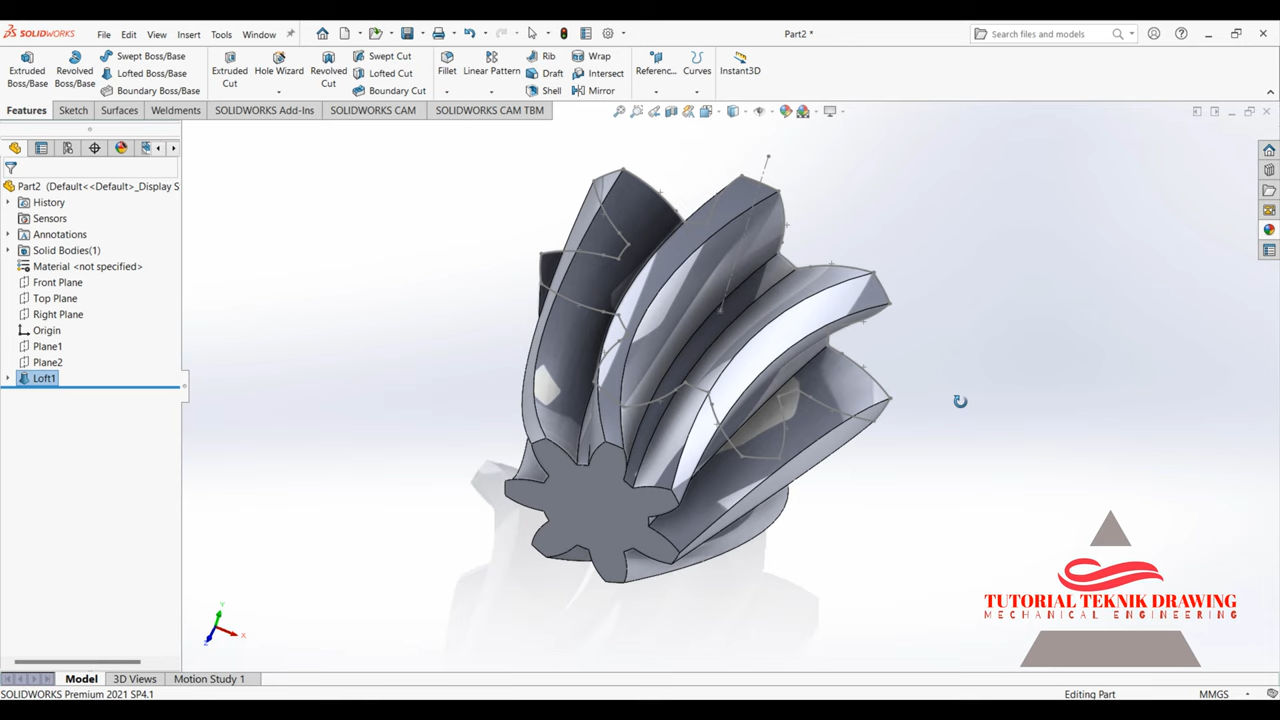 SOLIDWORKS File Edit View Insert Tools Window Part2 * Search files and models
Extruded Boss/Base
Revolved Boss/Base
Swept Boss/Base
Lofted Boss/Base
Boundary Boss/Base
Extruded Cut
Hole Wizard
Revolved Cut
Swept Cut
Lofted Cut
Boundary Cut
Fillet
Linear Pattern
Rib
Draft
Shell
Wrap
Intersect
Mirror
Referenc...
Curves
Instant3D
Features Sketch Surfaces Weldments SOLIDWORKS Add-Ins SOLIDWORKS CAM SOLIDWORKS CAM TBM
Part2 (Default<<Default>_Display S
History
Sensors
Annotations
Solid Bodies(1)
Material <not specified>
Front Plane
Top Plane
Right Plane
Origin
Plane1
Plane2
Loft1
Y
X
Z
TUTORIAL TEKNIK DRAWING
MECHANICAL ENGINEERING
Model 3D Views Motion Study 1
SOLIDWORKS Premium 2021 SP4.1 Editing Part MMGS